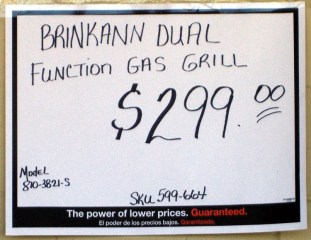 BRINKANN DUAL
FUNCTION GAS GRILL
$299.00
MODEL
810-3821-S
SKU 599-664
The power of lower prices. Guaranteed.
El poder de los precios bajos. Garantizado.